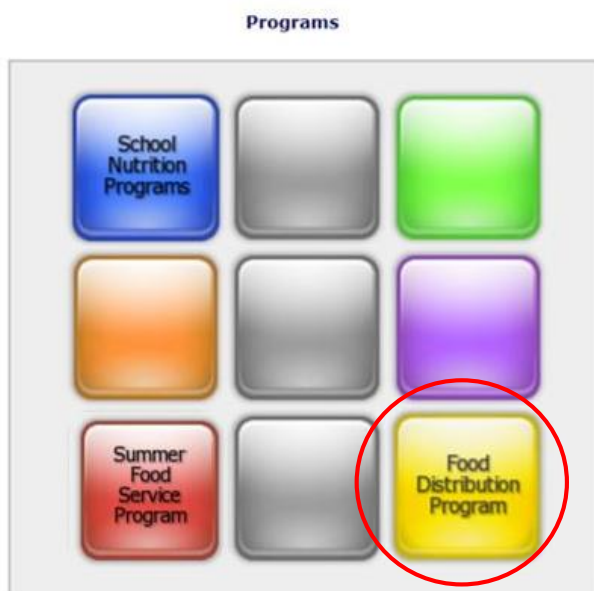 Programs
School
Nutrition
Programs
Summer
Food
Service
Program
Food
Distribution
Program